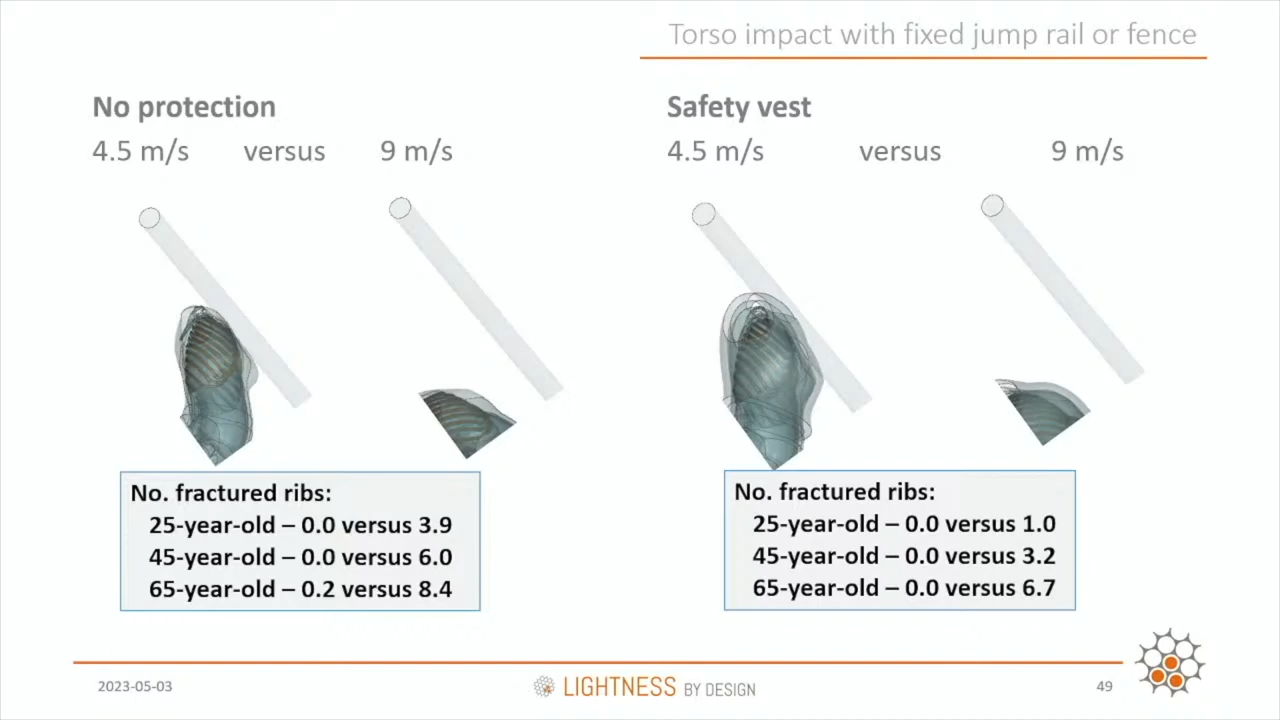 Torso impact with fixed jump rail or fence
No protection
4.5 m/s versus 9 m/s
No. fractured ribs:
25-year-old – 0.0 versus 3.9
45-year-old – 0.0 versus 6.0
65-year-old – 0.2 versus 8.4
Safety vest
4.5 m/s versus 9 m/s
No. fractured ribs:
25-year-old – 0.0 versus 1.0
45-year-old – 0.0 versus 3.2
65-year-old – 0.0 versus 6.7
2023-05-03
LIGHTNESS BY DESIGN
49